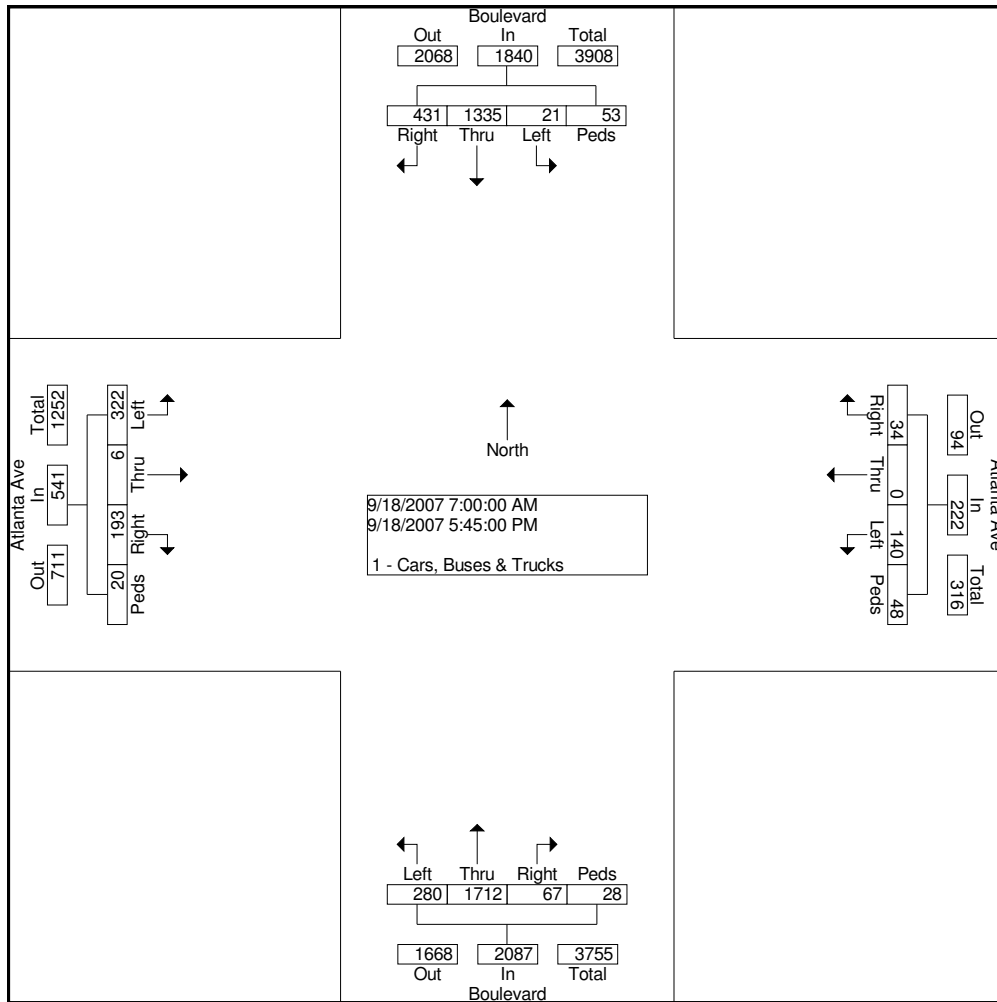 Boulevard
Out In Total
2068 1840 3908
431 1335 21 53
Right Thru Left Peds
Atlanta Ave
Total In Out
1252 541 711
322 6 193 20
Left Thru Right Peds
North
9/18/2007 7:00:00 AM
9/18/2007 5:45:00 PM
1 - Cars, Buses & Trucks
Right Thru Left Peds
34 0 140 48
Out In Total
94 222 316
Atlanta Ave
Left Thru Right Peds
280 1712 67 28
1668 2087 3755
Out In Total
Boulevard